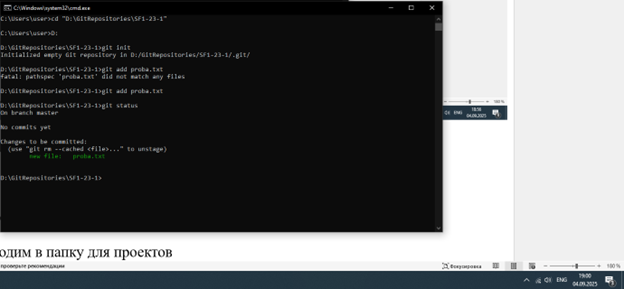 C:\Windows\system32\cmd.exe
C:\Users\user>cd "D:\GitRepositories\SF1-23-1"
C:\Users\user>D:
D:\GitRepositories\SF1-23-1>git init
Initialized empty Git repository in D:/GitRepositories/SF1-23-1/.git/
D:\GitRepositories\SF1-23-1>git add proba.txt
fatal: pathspec 'proba.txt' did not match any files
D:\GitRepositories\SF1-23-1>git add proba.txt
D:\GitRepositories\SF1-23-1>git status
On branch master
No commits yet
Changes to be committed:
(use "git rm --cached <file>..." to unstage)
new file: proba.txt
D:\GitRepositories\SF1-23-1>
100 %
ENG
04.09.2025
одим в папку для проектов
проверьте рекомендации
Фокусировка
100 %
19:00
ENG
04.09.2025